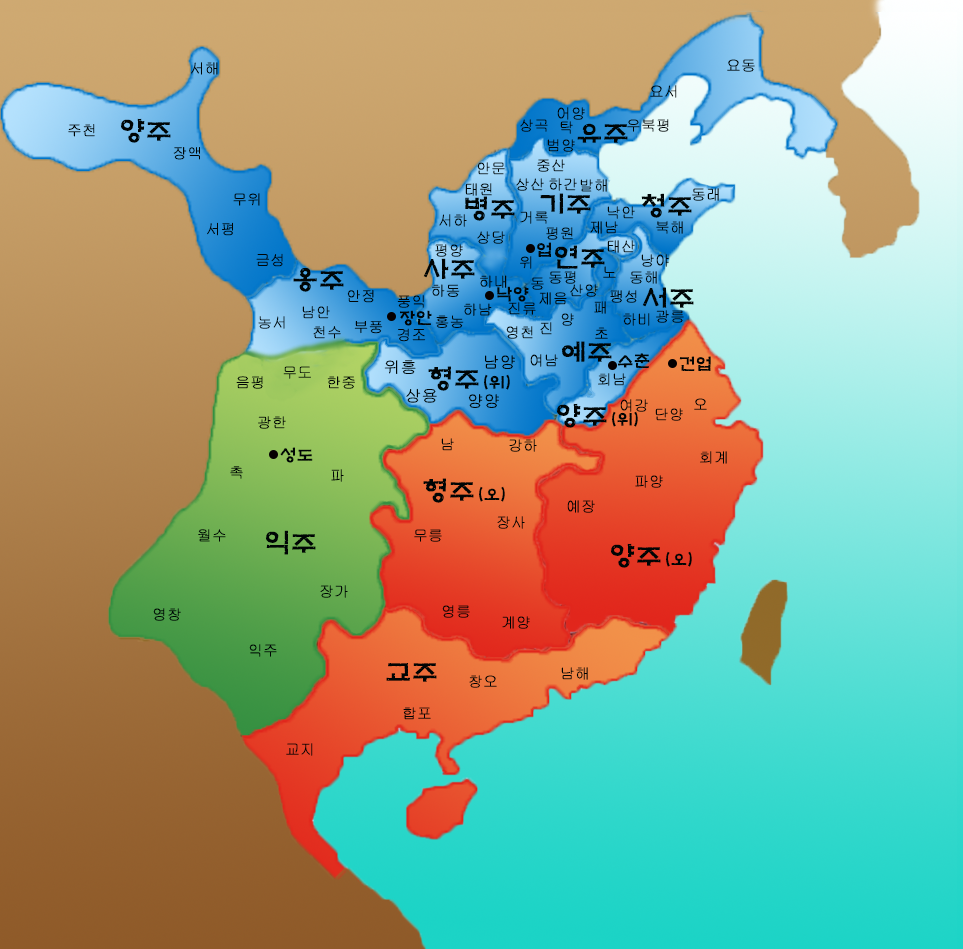 요동
서해
요서
어양
상곡
탁
유주
우북평
주천
양주
장액
범양
안문
중산
태원
상산
하간
발해
동래
무위
병주
기주
청주
서하
거록
낙안
서평
상당
평원
제남
북해
평양
업
연주
태산
금성
사주
위
낭야
옹주
하내
동
동평
노
동해
안정
하동
낙양
제음
산양
팽성
서주
풍익
남안
장안
홍농
하남
진류
패
하비
광릉
농서
천수
부풍
경조
영천
진
양
초
위흥
남양
여남
예주
수춘
건업
음평
무도
한중
형주(위)
회남
상용
양양
양주(위)
여강
단양
오
광한
남
강하
성도
회계
촉
파
파양
형주(오)
예장
장사
월수
익주
무릉
양주(오)
장가
영창
영릉
계양
익주
교주
창오
남해
합포
교지